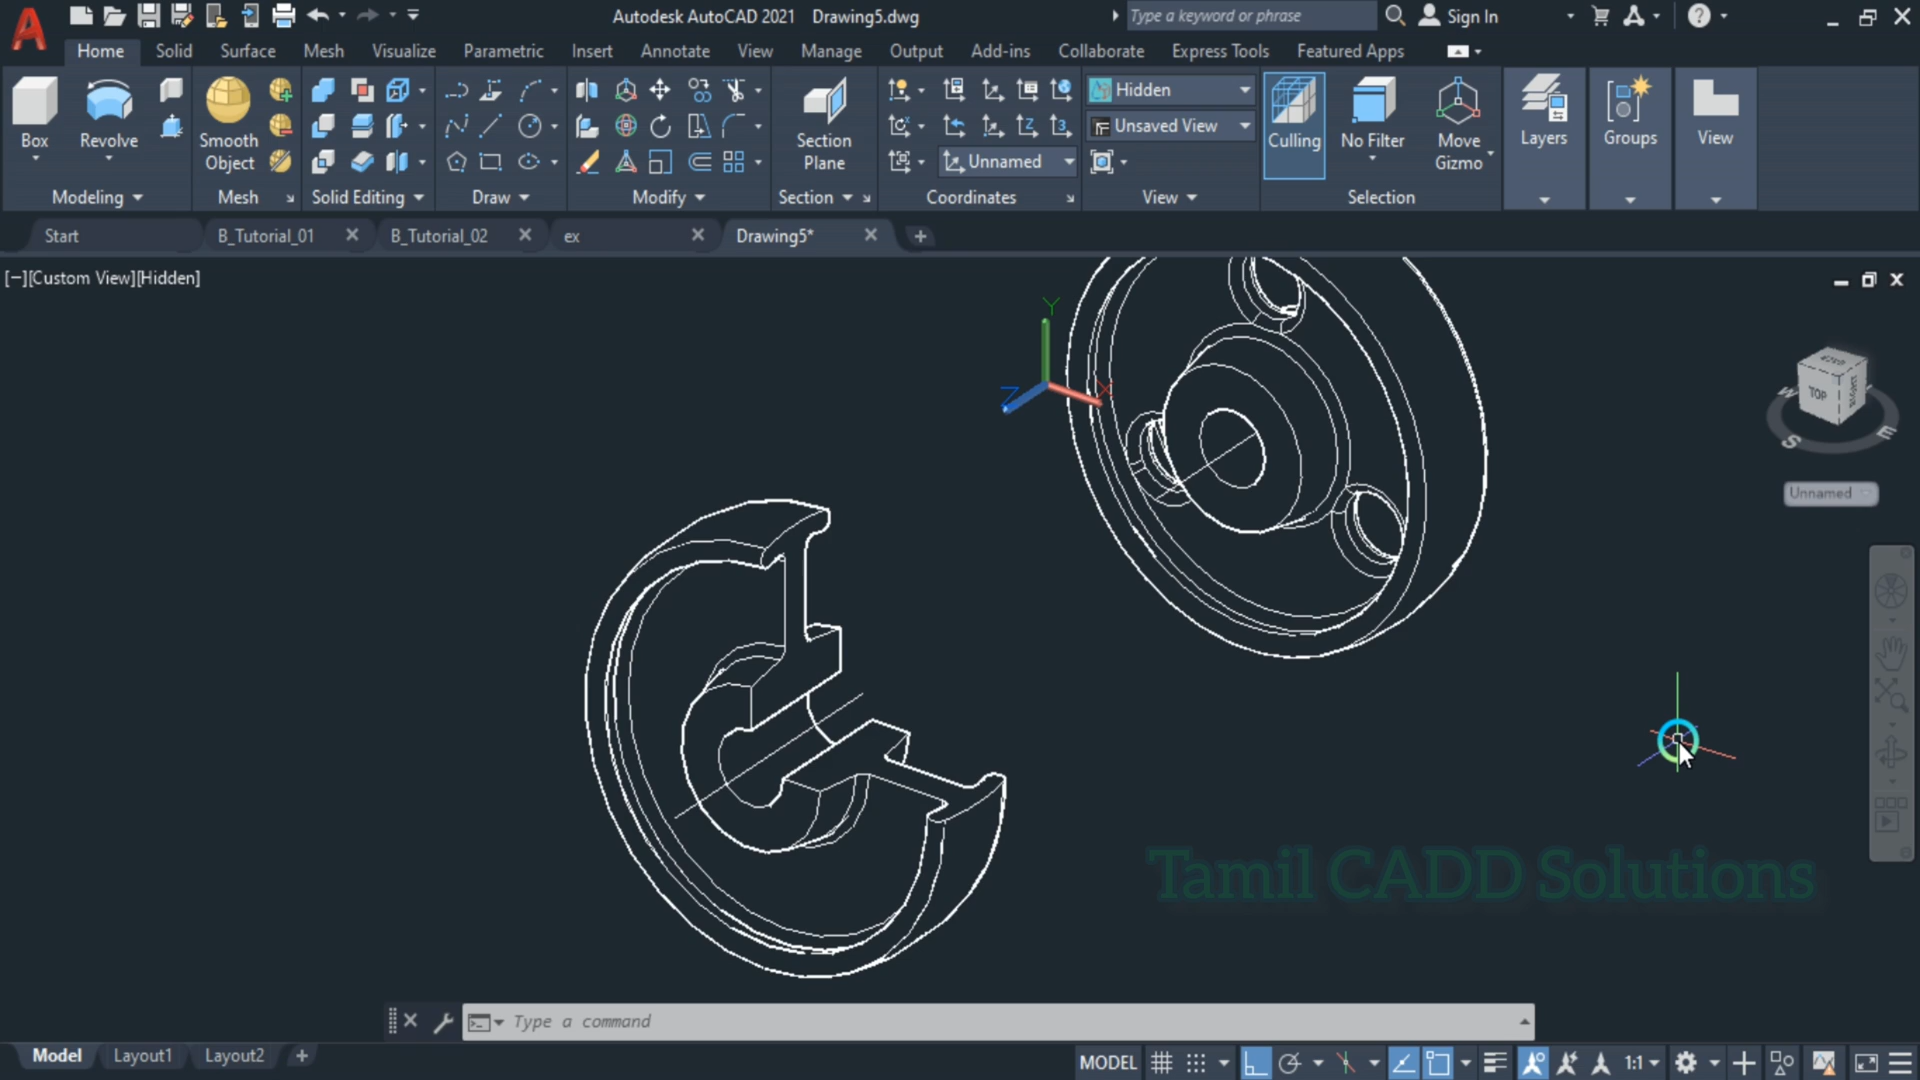 Autodesk AutoCAD 2021 Drawing5.dwg
Type a keyword or phrase
Sign In
Home Solid Surface Mesh Visualize Parametric Insert Annotate View Manage Output Add-ins Collaborate Express Tools Featured Apps
Box
Revolve
Smooth
Object
Section
Plane
Unnamed
Hidden
Unsaved View
Culling
No Filter
Move
Gizmo
Layers
Groups
View
Modeling Mesh Solid Editing Draw Modify Section Coordinates View Selection
Start B_Tutorial_01 B_Tutorial_02 ex Drawing5*
[−][Custom View][Hidden]
Y
X
Z
TOP
RIGHT
W
S
E
Unnamed
Tamil CADD Solutions
Type a command
Model Layout1 Layout2
MODEL
1:1